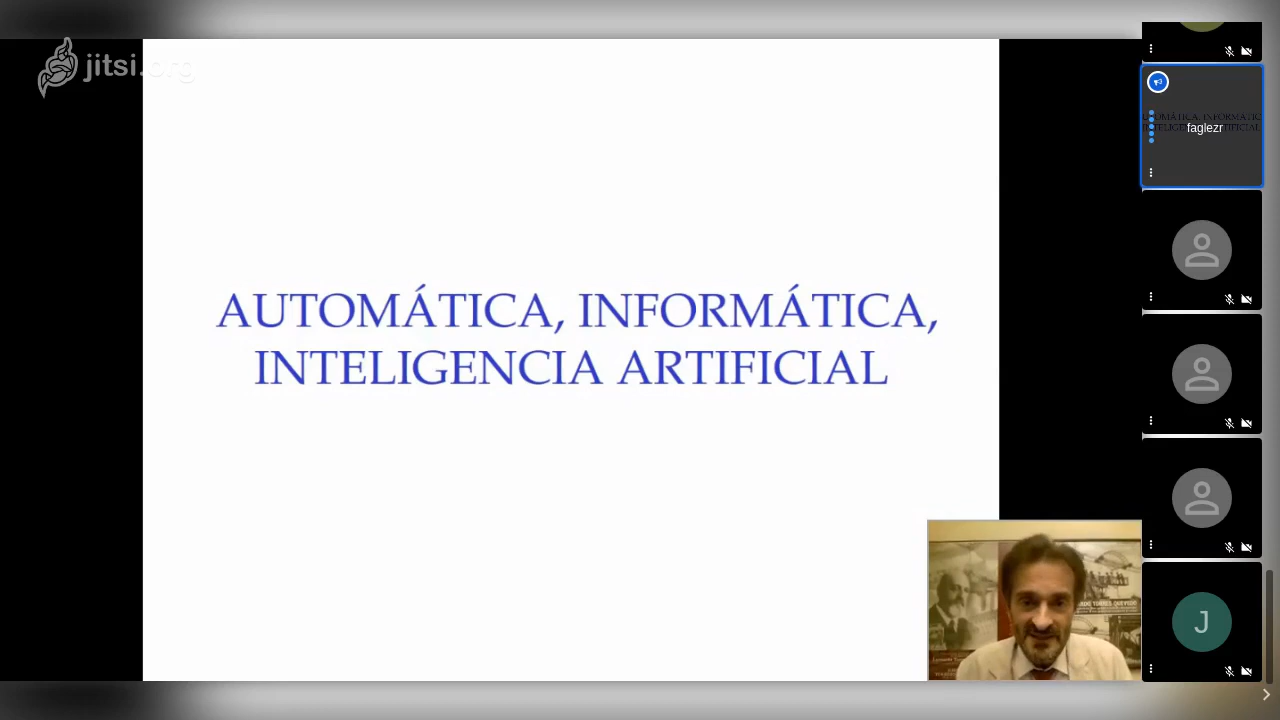 jitsi.org
AUTOMÁTICA, INFORMÁTICA,
INTELIGENCIA ARTIFICIAL
faglezr
J